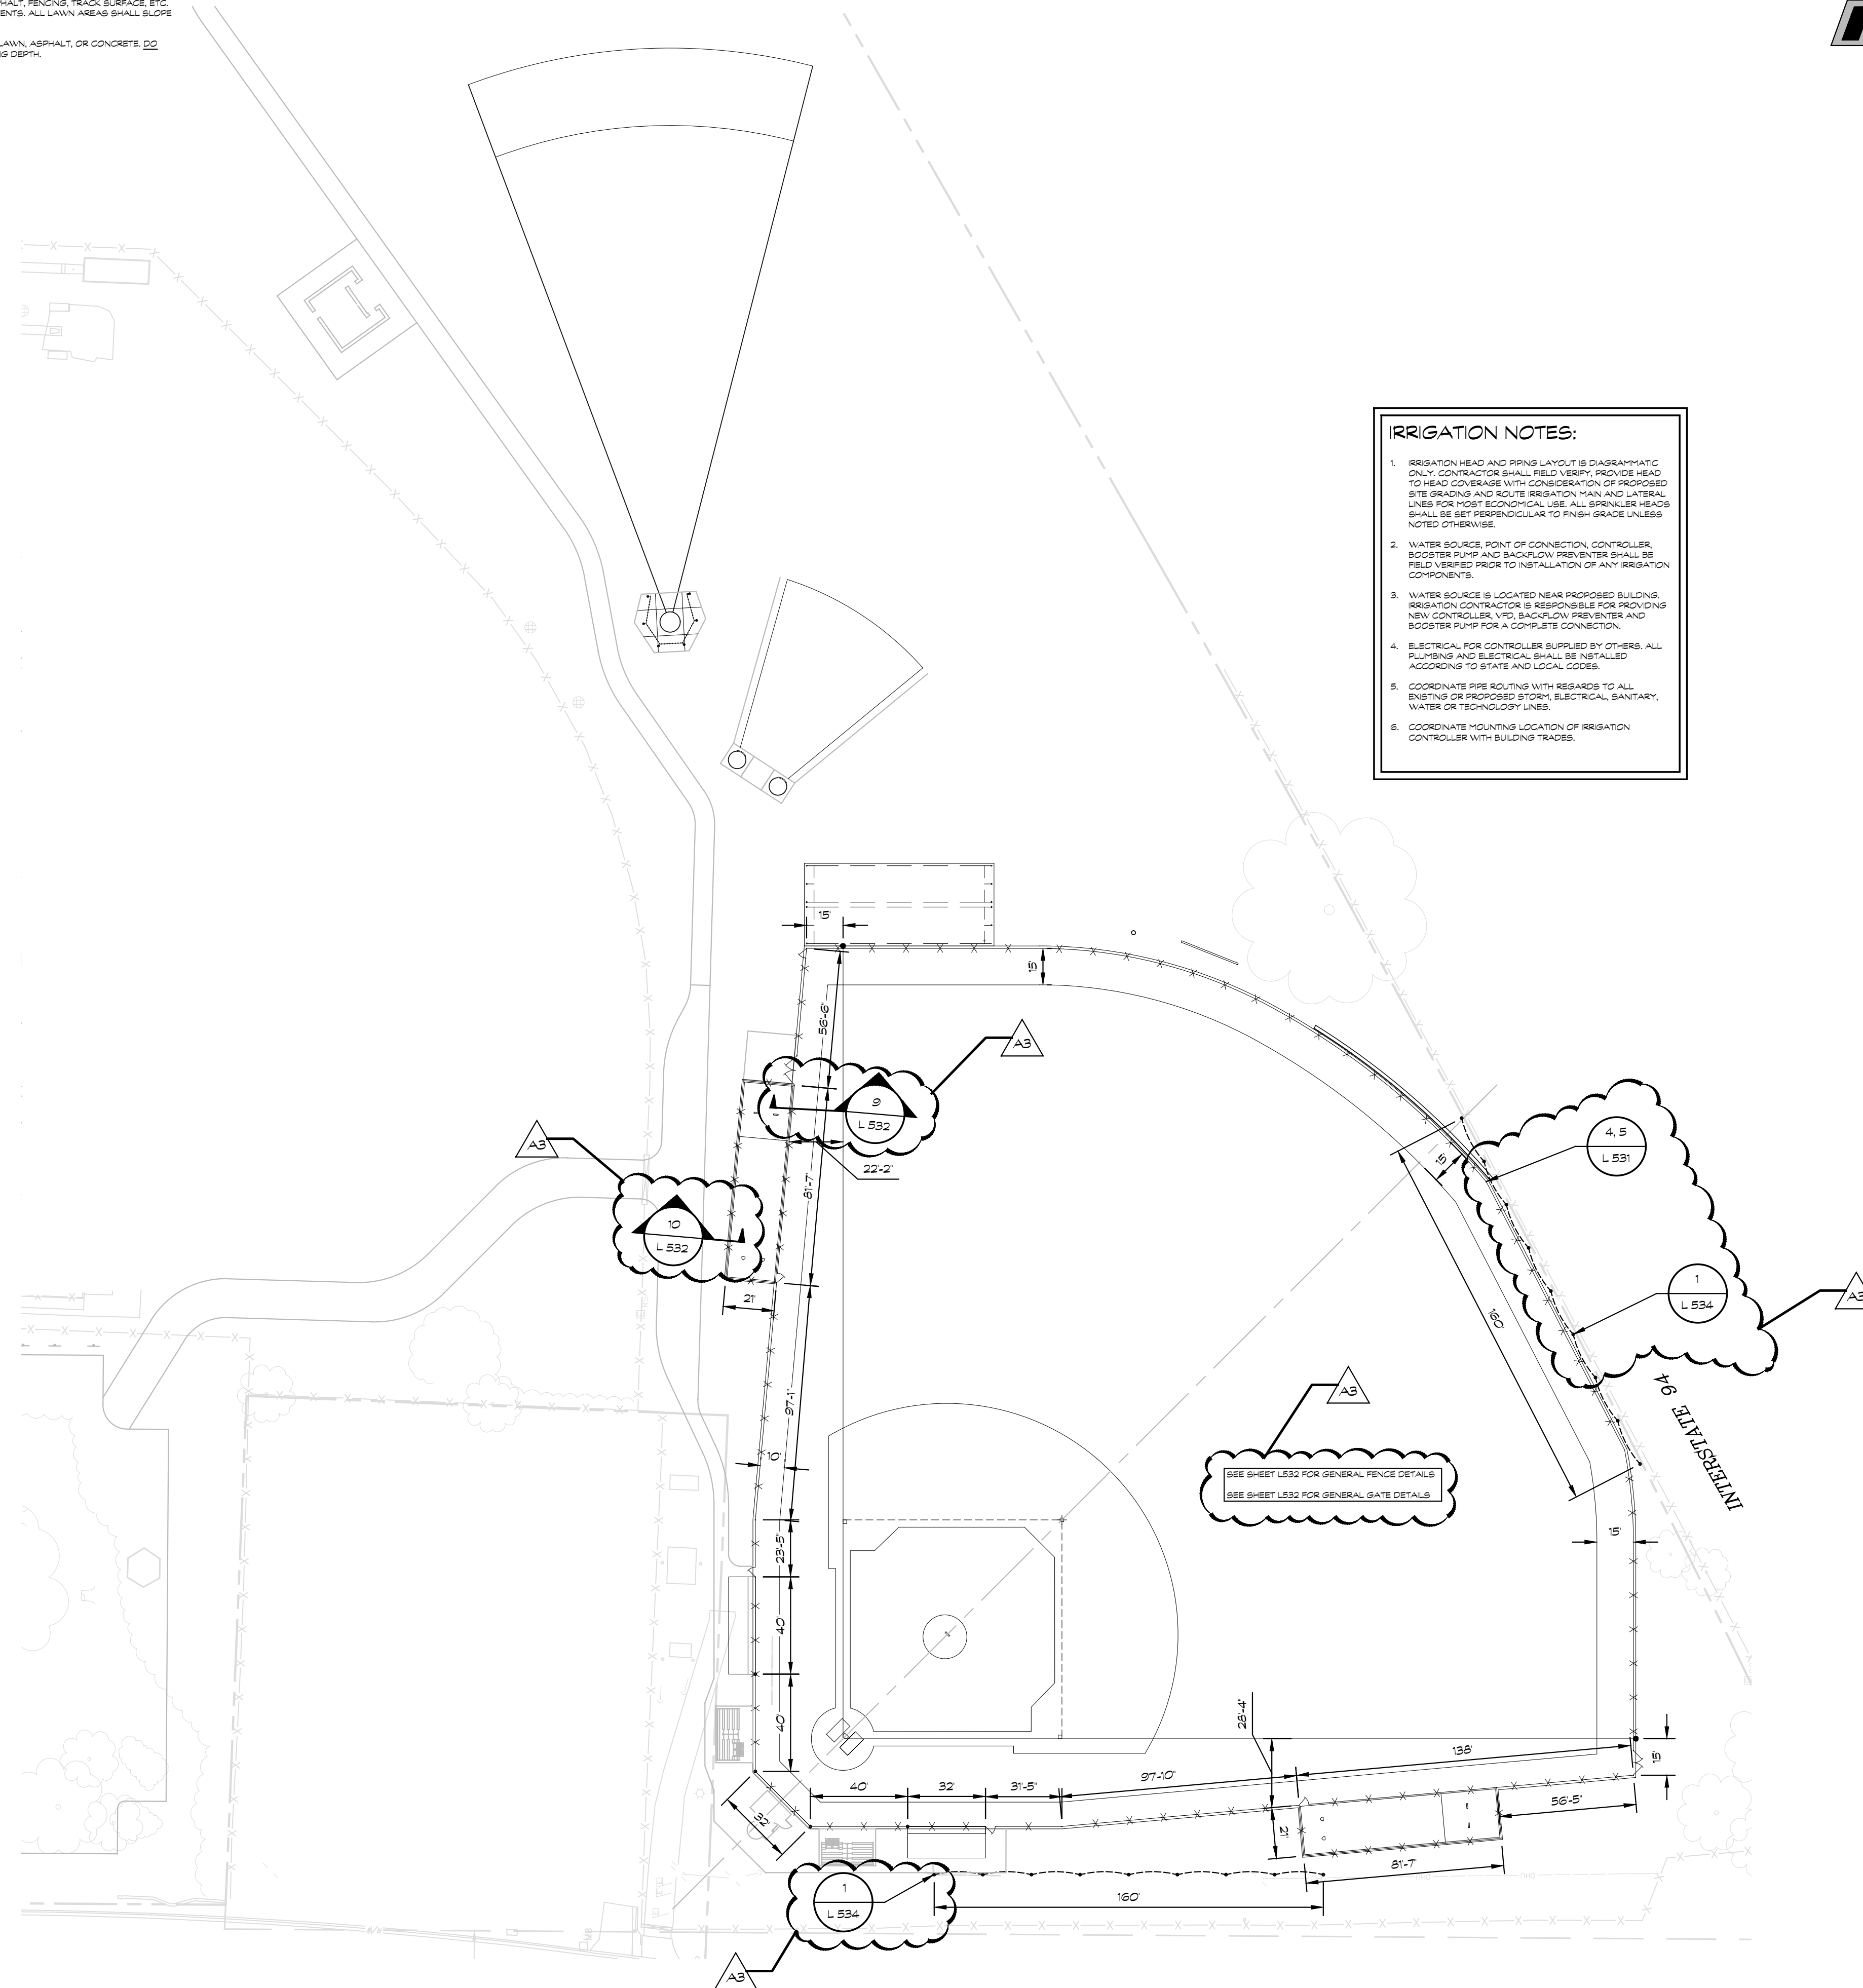 PHALT, FENCING, TRACK SURFACE, ETC.
ENTS. ALL LAWN AREAS SHALL SLOPE
LAWN, ASPHALT, OR CONCRETE. DO
NG DEPTH.
IRRIGATION NOTES:
1. IRRIGATION HEAD AND PIPING LAYOUT IS DIAGRAMMATIC
ONLY. CONTRACTOR SHALL FIELD VERIFY, PROVIDE HEAD
TO HEAD COVERAGE WITH CONSIDERATION OF PROPOSED
SITE GRADING AND ROUTE IRRIGATION MAIN AND LATERAL
LINES FOR MOST ECONOMICAL USE. ALL SPRINKLER HEADS
SHALL BE SET PERPENDICULAR TO FINISH GRADE UNLESS
NOTED OTHERWISE.
2. WATER SOURCE, POINT OF CONNECTION, CONTROLLER,
BOOSTER PUMP AND BACKFLOW PREVENTER SHALL BE
FIELD VERIFIED PRIOR TO INSTALLATION OF ANY IRRIGATION
COMPONENTS.
3. WATER SOURCE IS LOCATED NEAR PROPOSED BUILDING.
IRRIGATION CONTRACTOR IS RESPONSIBLE FOR PROVIDING
NEW CONTROLLER, VFD, BACKFLOW PREVENTER AND
BOOSTER PUMP FOR A COMPLETE CONNECTION.
4. ELECTRICAL FOR CONTROLLER SUPPLIED BY OTHERS. ALL
PLUMBING AND ELECTRICAL SHALL BE INSTALLED
ACCORDING TO STATE AND LOCAL CODES.
5. COORDINATE PIPE ROUTING WITH REGARDS TO ALL
EXISTING OR PROPOSED STORM, ELECTRICAL, SANITARY,
WATER OR TECHNOLOGY LINES.
6. COORDINATE MOUNTING LOCATION OF IRRIGATION
CONTROLLER WITH BUILDING TRADES.
15'
15'
56'-6"
A3
9
L 532
22'-2"
A3
10
L 532
81'-7"
21'
4, 5
L 531
15'
1
L 534
A3
160'
INTERSTATE 94
A3
SEE SHEET L532 FOR GENERAL FENCE DETAILS
SEE SHEET L532 FOR GENERAL GATE DETAILS
97'-1"
10'
23'-5"
15'
40'
40'
28'-4"
138'
15'
97'-10"
40'
32'
31'-5"
56'-5"
32'
21'
81'-7"
160'
1
L 534
A3
OHU
OHU